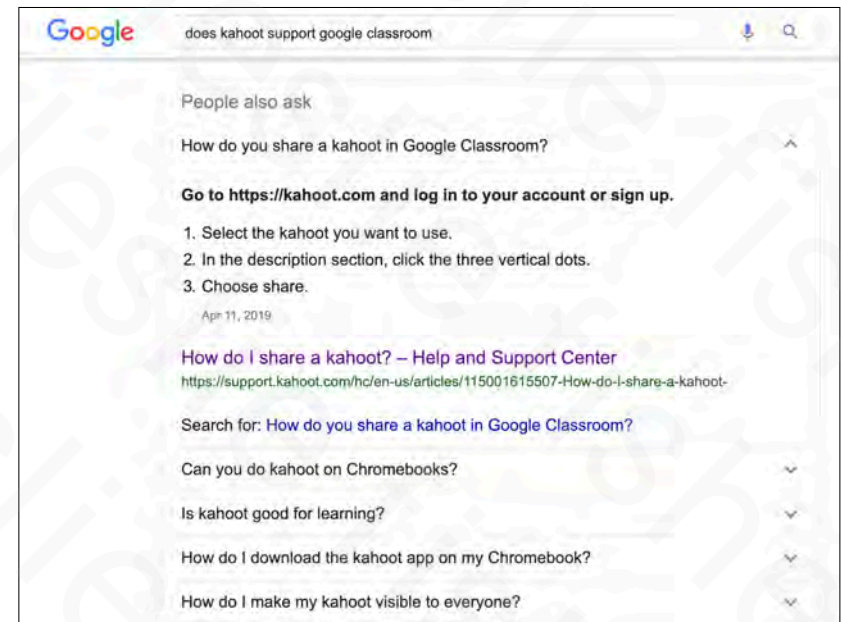 Google
does kahoot support google classroom
People also ask
How do you share a kahoot in Google Classroom?
Go to https://kahoot.com and log in to your account or sign up.
1. Select the kahoot you want to use.
2. In the description section, click the three vertical dots.
3. Choose share.
Apr 11, 2019
How do I share a kahoot? – Help and Support Center
https://support.kahoot.com/hc/en-us/articles/115001615507-How-do-I-share-a-kahoot-
Search for: How do you share a kahoot in Google Classroom?
Can you do kahoot on Chromebooks?
Is kahoot good for learning?
How do I download the kahoot app on my Chromebook?
How do I make my kahoot visible to everyone?